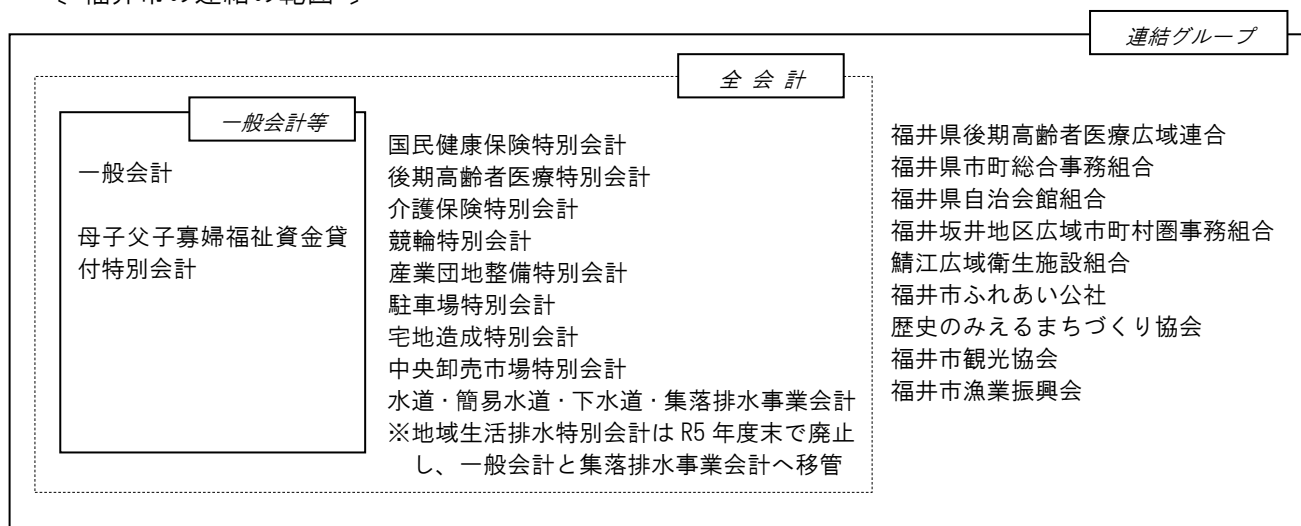 連結グループ
全 会 計
一般会計等
一般会計
母子父子寡婦福祉資金貸
付特別会計
国民健康保険特別会計
後期高齢者医療特別会計
介護保険特別会計
競輪特別会計
産業団地整備特別会計
駐車場特別会計
宅地造成特別会計
中央卸売市場特別会計
水道・簡易水道・下水道・集落排水事業会計
※地域生活排水特別会計は R5 年度末で廃止
し、一般会計と集落排水事業会計へ移管
福井県後期高齢者医療広域連合
福井県市町総合事務組合
福井県自治会館組合
福井坂井地区広域市町村圏事務組合
鯖江広域衛生施設組合
福井市ふれあい公社
歴史のみえるまちづくり協会
福井市観光協会
福井市漁業振興会